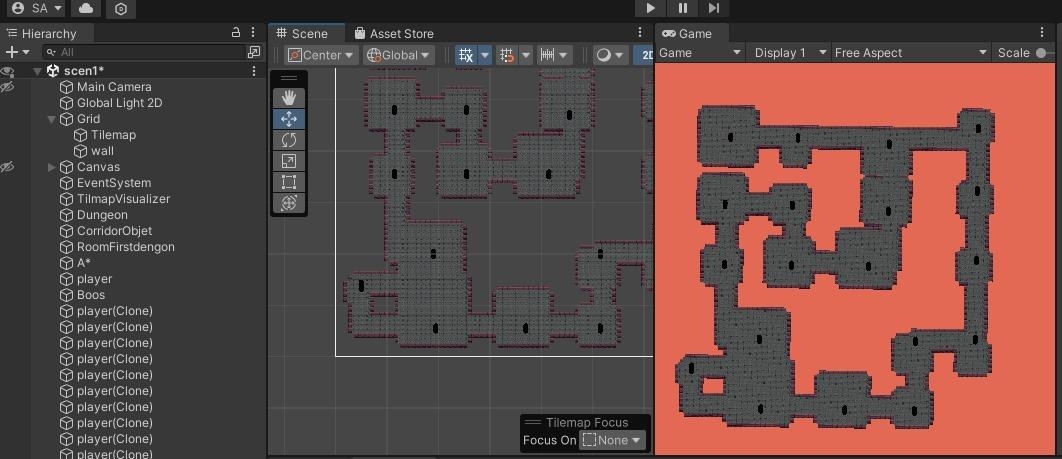 SA
Hierarchy
All
scen1*
Main Camera
Global Light 2D
Grid
Tilemap
wall
Canvas
EventSystem
TilmapVisualizer
Dungeon
CorridorObjet
RoomFirstdengon
A*
player
Boos
player(Clone)
player(Clone)
player(Clone)
player(Clone)
player(Clone)
player(Clone)
player(Clone)
player(Clone)
player(Clone)
player(Clone)
Scene
Asset Store
Center
Global
2D
Tilemap Focus
Focus On
None
Game
Game
Display 1
Free Aspect
Scale